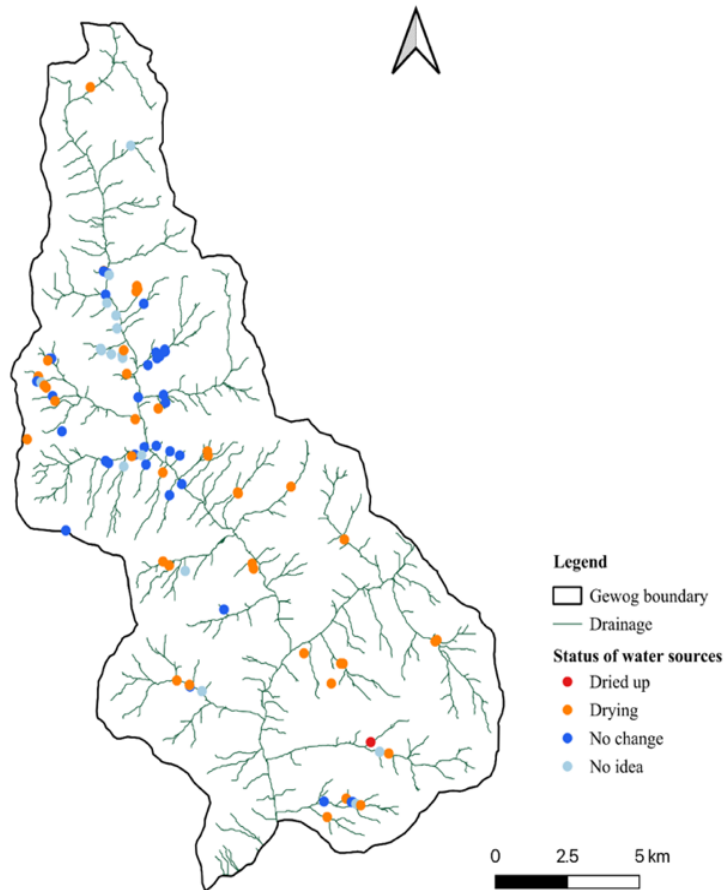 Legend
Gewog boundary
Drainage
Status of water sources
Dried up
Drying
No change
No idea
0 2.5 5 km